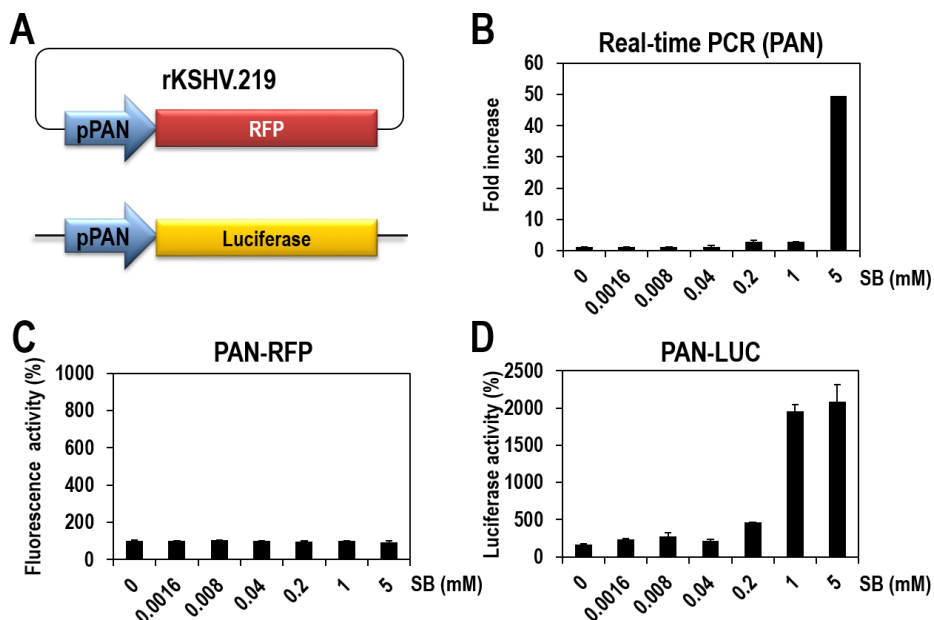 A
rKSHV.219
pPAN
RFP
pPAN
Luciferase
B
Real-time PCR (PAN)
Fold increase
60
50
40
30
20
10
0
0 0.0016 0.008 0.04 0.2 1 5 SB (mM)
C
PAN-RFP
Fluorescence activity (%)
1000
800
600
400
200
0
0 0.0016 0.008 0.04 0.2 1 5 SB (mM)
D
PAN-LUC
Luciferase activity (%)
2500
2000
1500
1000
500
0
0 0.0016 0.008 0.04 0.2 1 5 SB (mM)